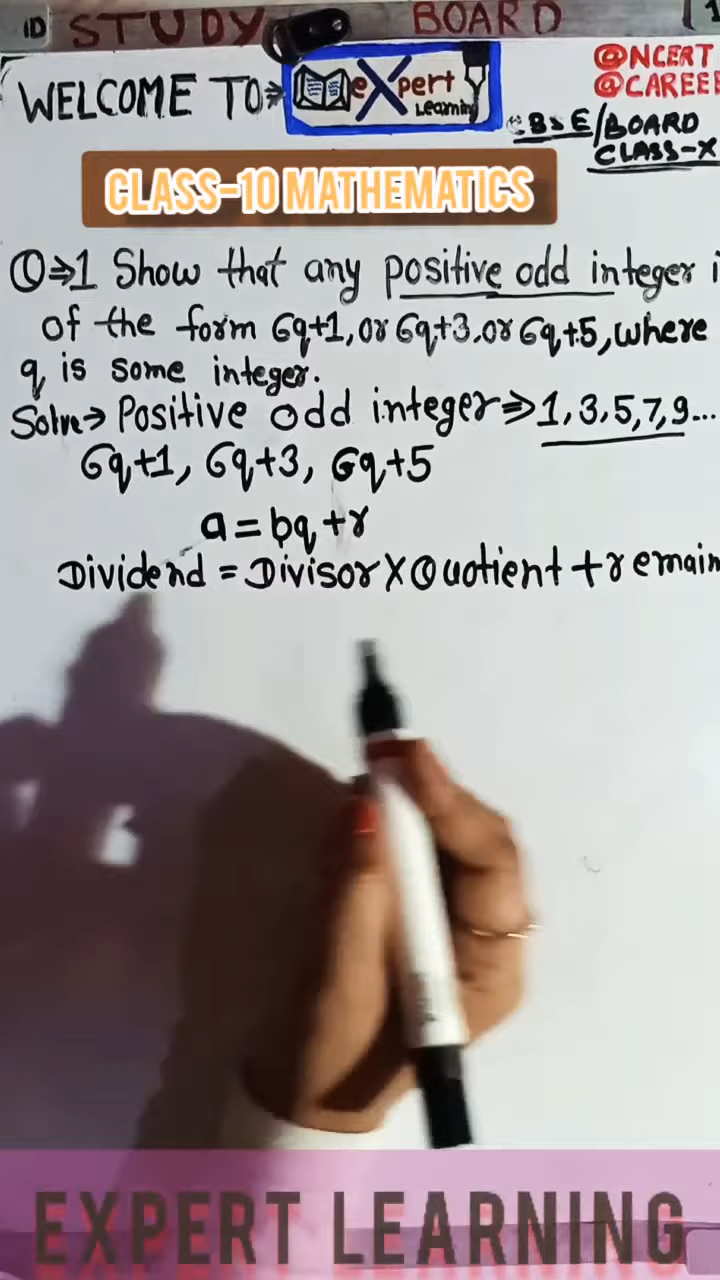 ID STUDY BOARD
WELCOME TO⇒ eXpert Learning
@NCERT
@CAREE
CBSE/BOARD
CLASS-X
CLASS-10 MATHEMATICS
Q⇒1 Show that any positive odd integer i
of the form 6q+1, or 6q+3, or 6q+5, where
q is some integer.
Solve→ Positive odd integer⇒ 1, 3, 5, 7, 9...
6q+1, 6q+3, 6q+5
a = bq + r
Dividend = Divisor × Quotient + remain
EXPERT LEARNING